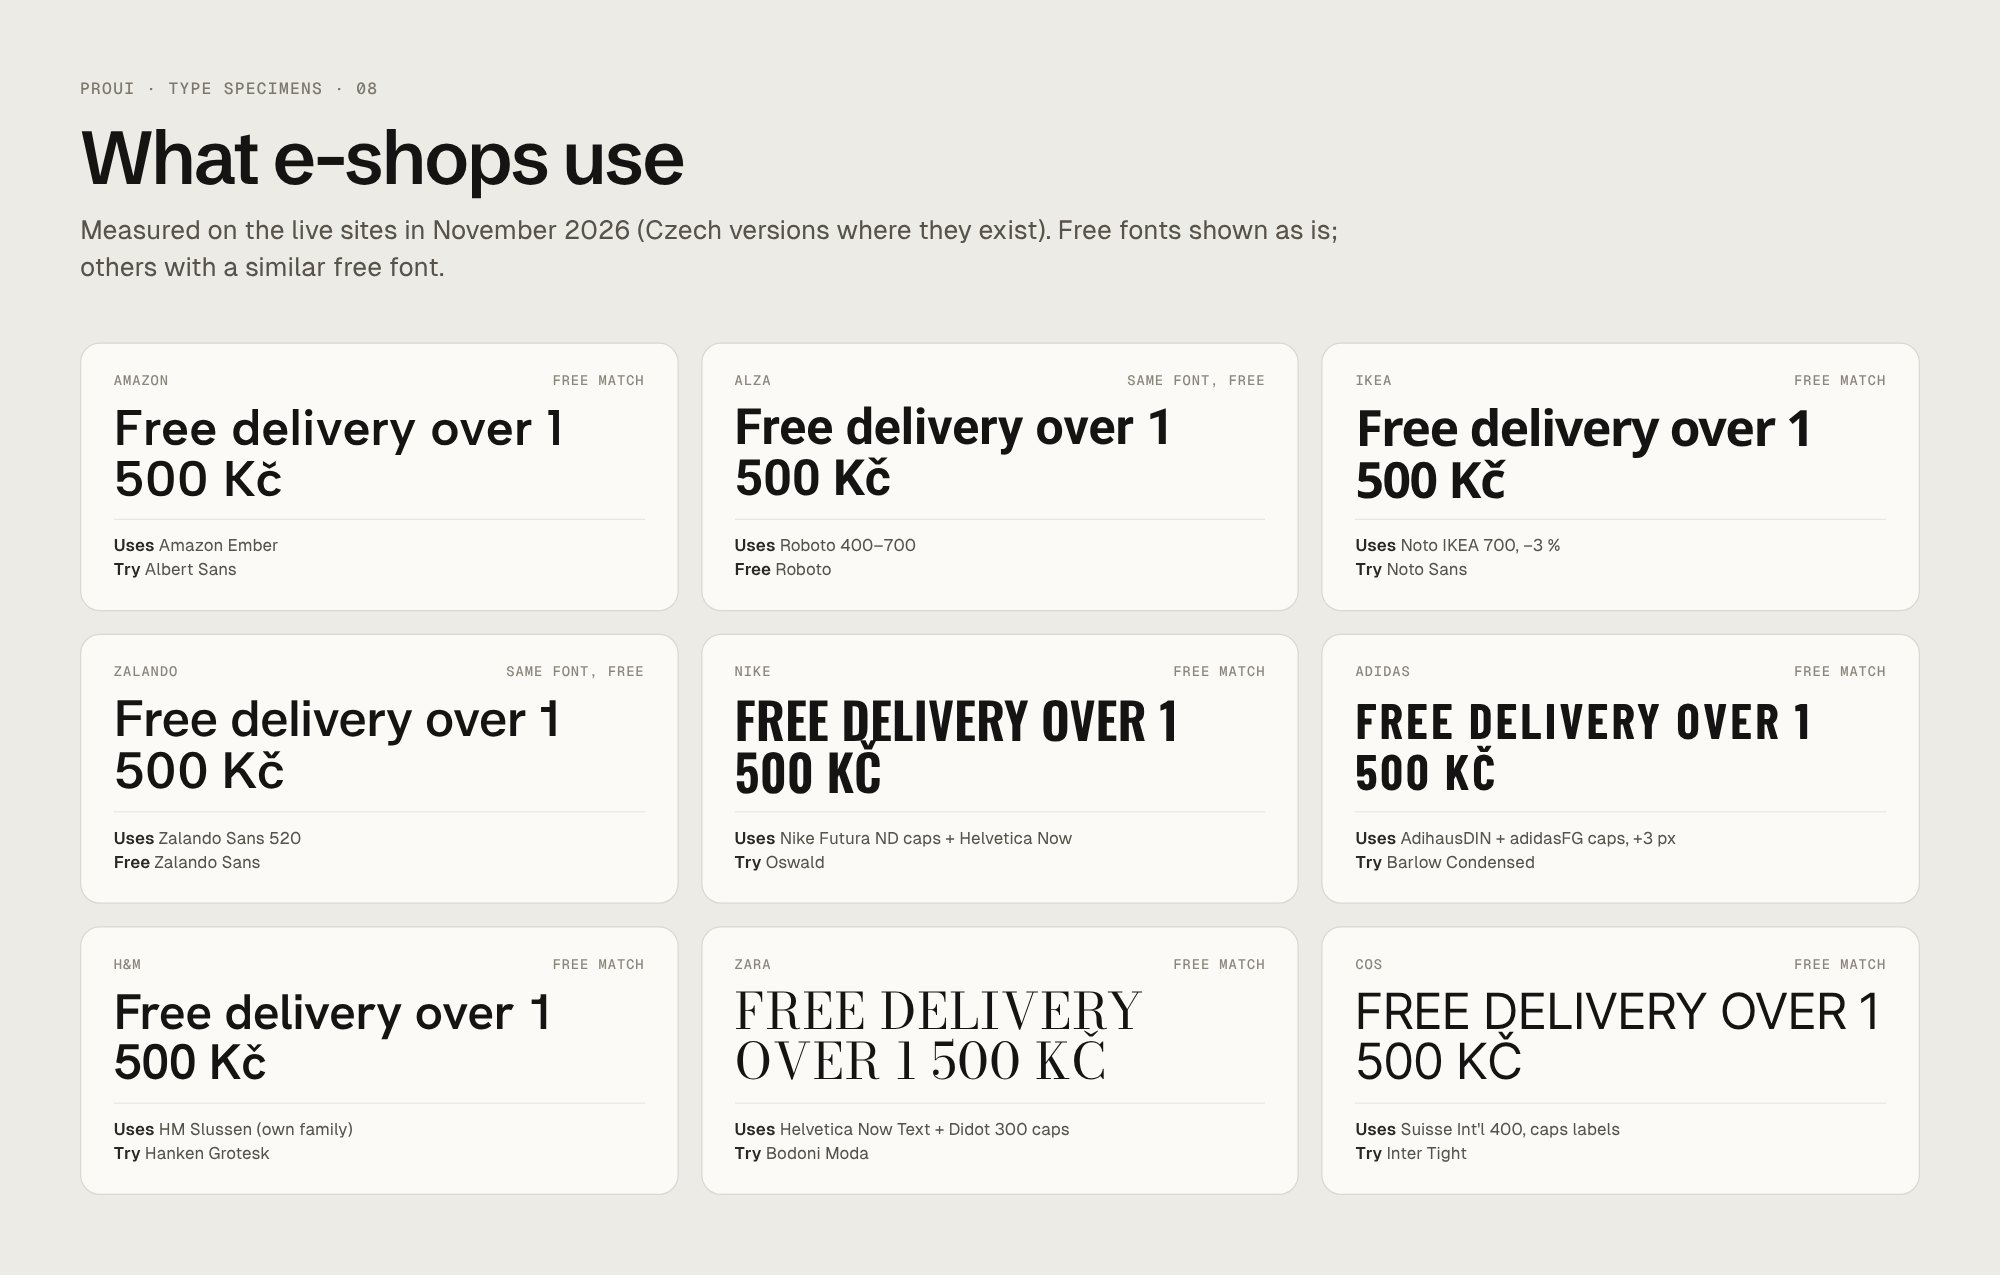 PROUI · TYPE SPECIMENS · 08
What e-shops use
Measured on the live sites in November 2026 (Czech versions where they exist). Free fonts shown as is;
others with a similar free font.
AMAZON FREE MATCH
Free delivery over 1
500 Kč
Uses Amazon Ember
Try Albert Sans
ALZA SAME FONT, FREE
Free delivery over 1
500 Kč
Uses Roboto 400–700
Free Roboto
IKEA FREE MATCH
Free delivery over 1
500 Kč
Uses Noto IKEA 700, −3 %
Try Noto Sans
ZALANDO SAME FONT, FREE
Free delivery over 1
500 Kč
Uses Zalando Sans 520
Free Zalando Sans
NIKE FREE MATCH
FREE DELIVERY OVER 1
500 KČ
Uses Nike Futura ND caps + Helvetica Now
Try Oswald
ADIDAS FREE MATCH
FREE DELIVERY OVER 1
500 KČ
Uses AdihausDIN + adidasFG caps, +3 px
Try Barlow Condensed
H&M FREE MATCH
Free delivery over 1
500 Kč
Uses HM Slussen (own family)
Try Hanken Grotesk
ZARA FREE MATCH
FREE DELIVERY
OVER 1 500 KČ
Uses Helvetica Now Text + Didot 300 caps
Try Bodoni Moda
COS FREE MATCH
FREE DELIVERY OVER 1
500 KČ
Uses Suisse Int'l 400, caps labels
Try Inter Tight